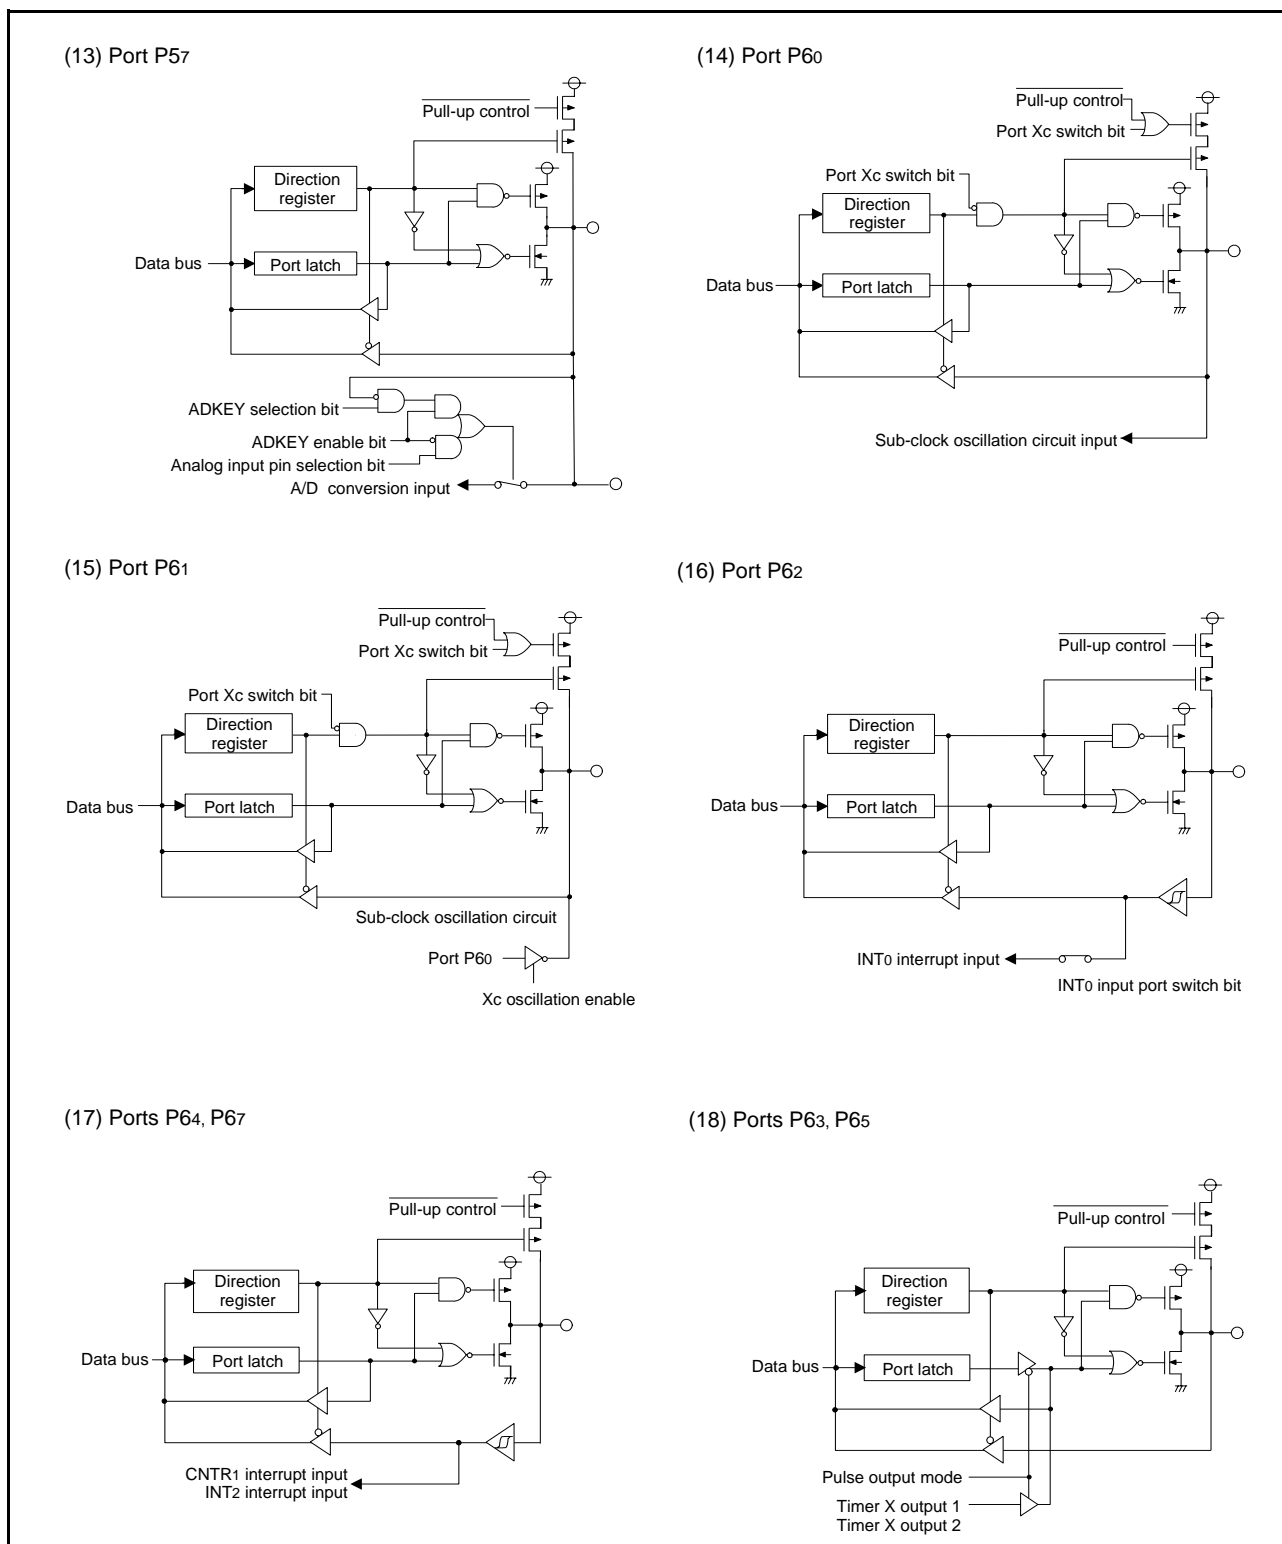 (13) Port P57
Pull-up control
Direction
register
Data bus
Port latch
ADKEY selection bit
ADKEY enable bit
Analog input pin selection bit
A/D conversion input
(14) Port P60
Pull-up control
Port Xc switch bit
Port Xc switch bit
Direction
register
Data bus
Port latch
Sub-clock oscillation circuit input
(15) Port P61
Pull-up control
Port Xc switch bit
Port Xc switch bit
Direction
register
Data bus
Port latch
Sub-clock oscillation circuit
Port P60
Xc oscillation enable
(16) Port P62
Pull-up control
Direction
register
Data bus
Port latch
INT0 interrupt input
INT0 input port switch bit
(17) Ports P64, P67
Pull-up control
Direction
register
Data bus
Port latch
CNTR1 interrupt input
INT2 interrupt input
(18) Ports P63, P65
Pull-up control
Direction
register
Data bus
Port latch
Pulse output mode
Timer X output 1
Timer X output 2